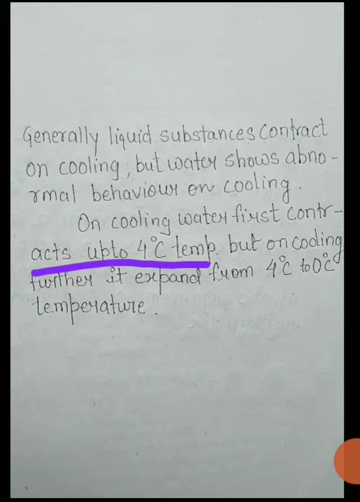 Generally liquid substances contract
on cooling, but water shows abno-
rmal behaviour on cooling.
On cooling water first contr-
acts upto 4°C temp. but on coding
further it expand from 4°C to 0°C
temperature.